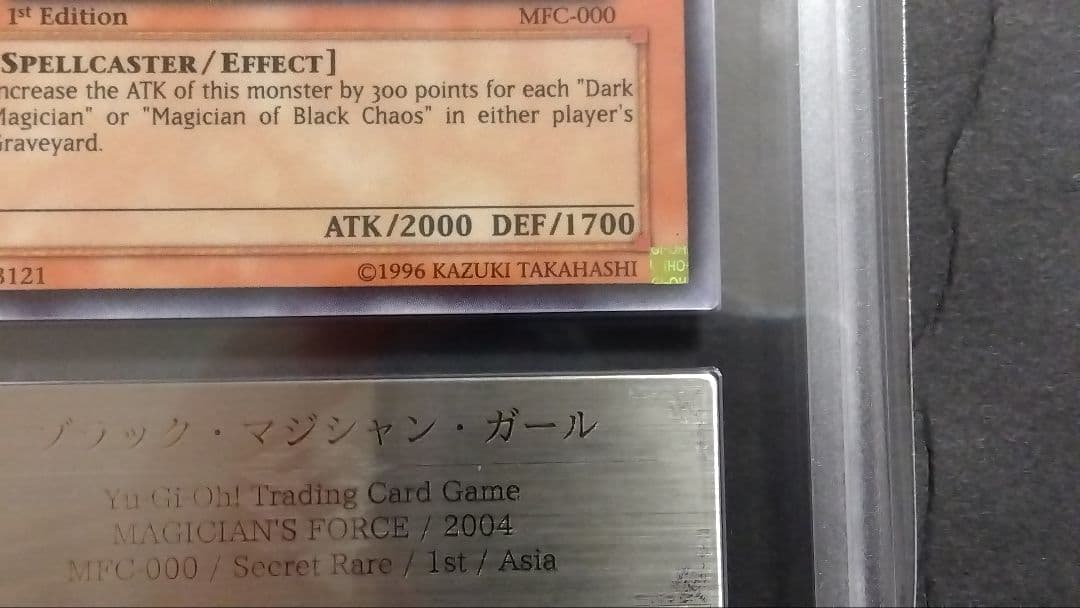 1st Edition MFC-000
SPELLCASTER/EFFECT]
ncrease the ATK of this monster by 300 points for each "Dark
Magician" or "Magician of Black Chaos" in either player's
Graveyard.
ATK/2000 DEF/1700
3121 ©1996 KAZUKI TAKAHASHI
ブラック・マジシャン・ガール
Yu-Gi-Oh! Trading Card Game
MAGICIAN'S FORCE / 2004
MFC-000 / Secret Rare / 1st / Asia